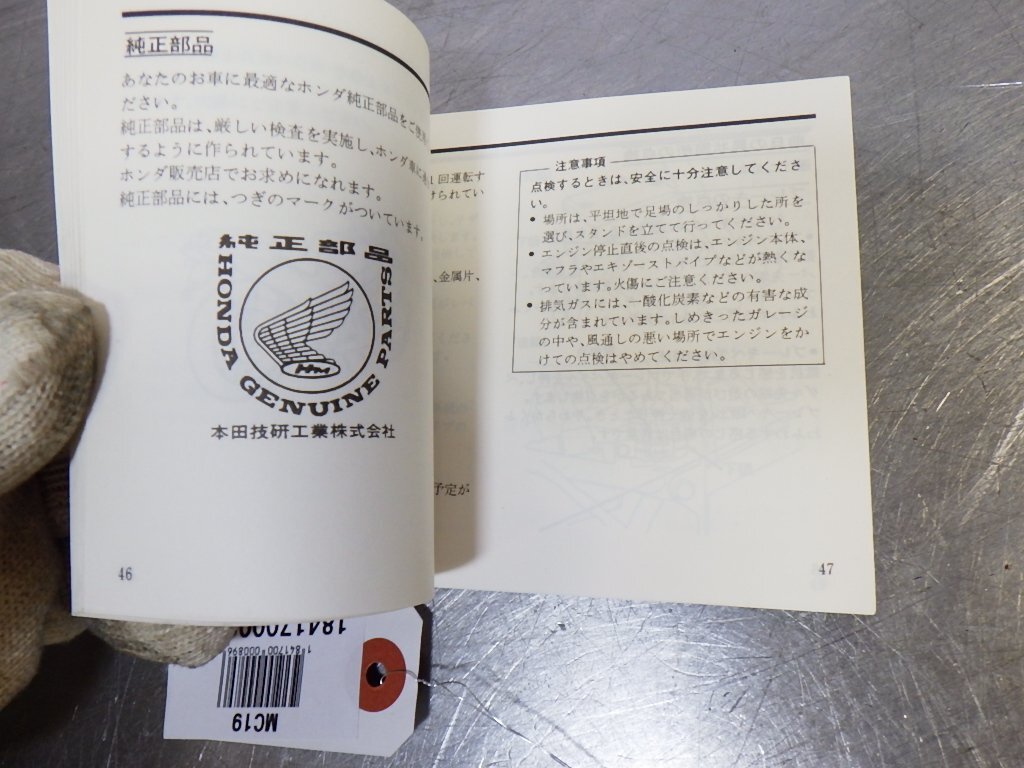 純正部品
あなたのお車に最適なホンダ純正部品をご使用
ださい。
純正部品は、厳しい検査を実施し、ホンダ車に
するように作られています。
ホンダ販売店でお求めになれます。
純正部品には、つぎのマークがついています。
純正部品
HONDA GENUINE PARTS
HM
本田技研工業株式会社
46
回運転す
けられてい
、金属片、
予定が
注意事項
点検するときは、安全に十分注意してくださ
い。
• 場所は、平坦地で足場のしっかりした所を
選び、スタンドを立てて行ってください。
• エンジン停止直後の点検は、エンジン本体、
マフラやエキゾーストパイプなどが熱くな
っています。火傷にご注意ください。
• 排気ガスには、一酸化炭素などの有害な成
分が含まれています。しめきったガレージ
の中や、風通しの悪い場所でエンジンをか
けての点検はやめてください。
47
1841700
1 841700 000896
MC19